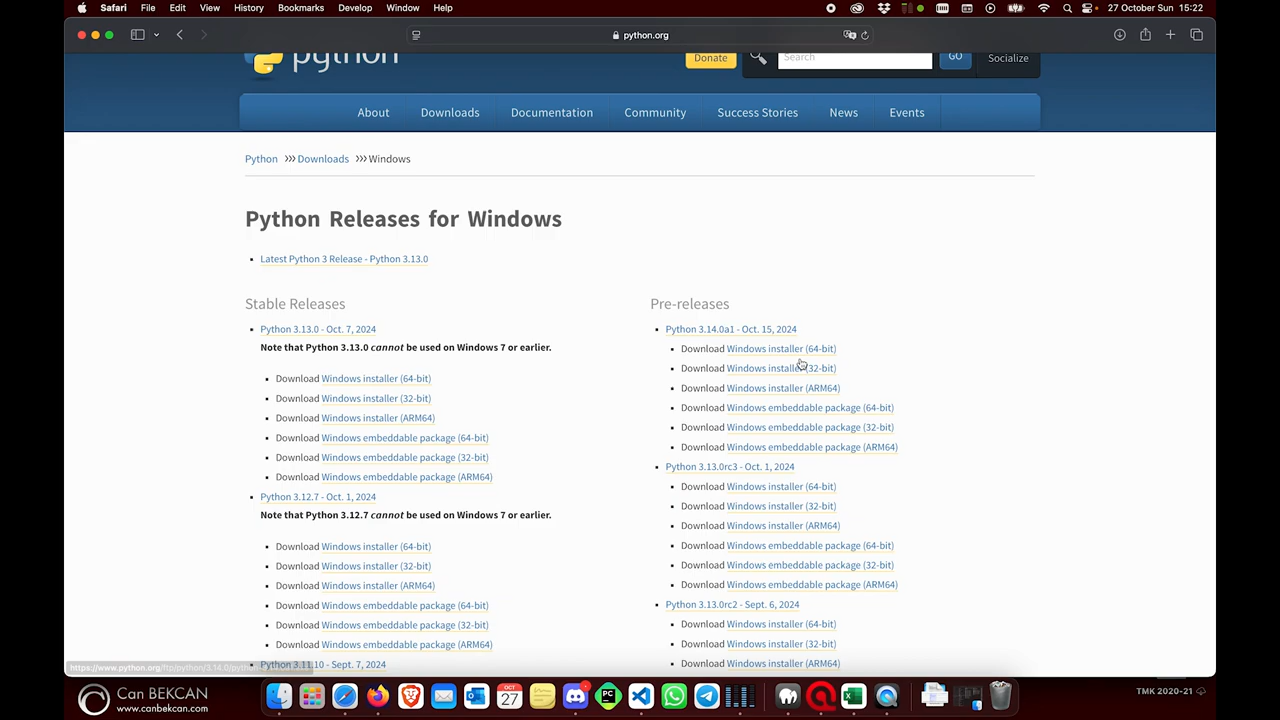 Safari File Edit View History Bookmarks Develop Window Help 27 October Sun 15:22
python.org
python Donate Search GO Socialize
About Downloads Documentation Community Success Stories News Events
Python >>> Downloads >>> Windows
Python Releases for Windows
Latest Python 3 Release - Python 3.13.0
Stable Releases
Python 3.13.0 - Oct. 7, 2024
Note that Python 3.13.0 cannot be used on Windows 7 or earlier.
Download Windows installer (64-bit)
Download Windows installer (32-bit)
Download Windows installer (ARM64)
Download Windows embeddable package (64-bit)
Download Windows embeddable package (32-bit)
Download Windows embeddable package (ARM64)
Python 3.12.7 - Oct. 1, 2024
Note that Python 3.12.7 cannot be used on Windows 7 or earlier.
Download Windows installer (64-bit)
Download Windows installer (32-bit)
Download Windows installer (ARM64)
Download Windows embeddable package (64-bit)
Download Windows embeddable package (32-bit)
Download Windows embeddable package (ARM64)
Python 3.11.10 - Sept. 7, 2024
Pre-releases
Python 3.14.0a1 - Oct. 15, 2024
Download Windows installer (64-bit)
Download Windows installer (32-bit)
Download Windows installer (ARM64)
Download Windows embeddable package (64-bit)
Download Windows embeddable package (32-bit)
Download Windows embeddable package (ARM64)
Python 3.13.0rc3 - Oct. 1, 2024
Download Windows installer (64-bit)
Download Windows installer (32-bit)
Download Windows installer (ARM64)
Download Windows embeddable package (64-bit)
Download Windows embeddable package (32-bit)
Download Windows embeddable package (ARM64)
Python 3.13.0rc2 - Sept. 6, 2024
Download Windows installer (64-bit)
Download Windows installer (32-bit)
Download Windows installer (ARM64)
Can BEKCAN
www.canbekcan.com
OCT
27
PC
TMK 2020-21